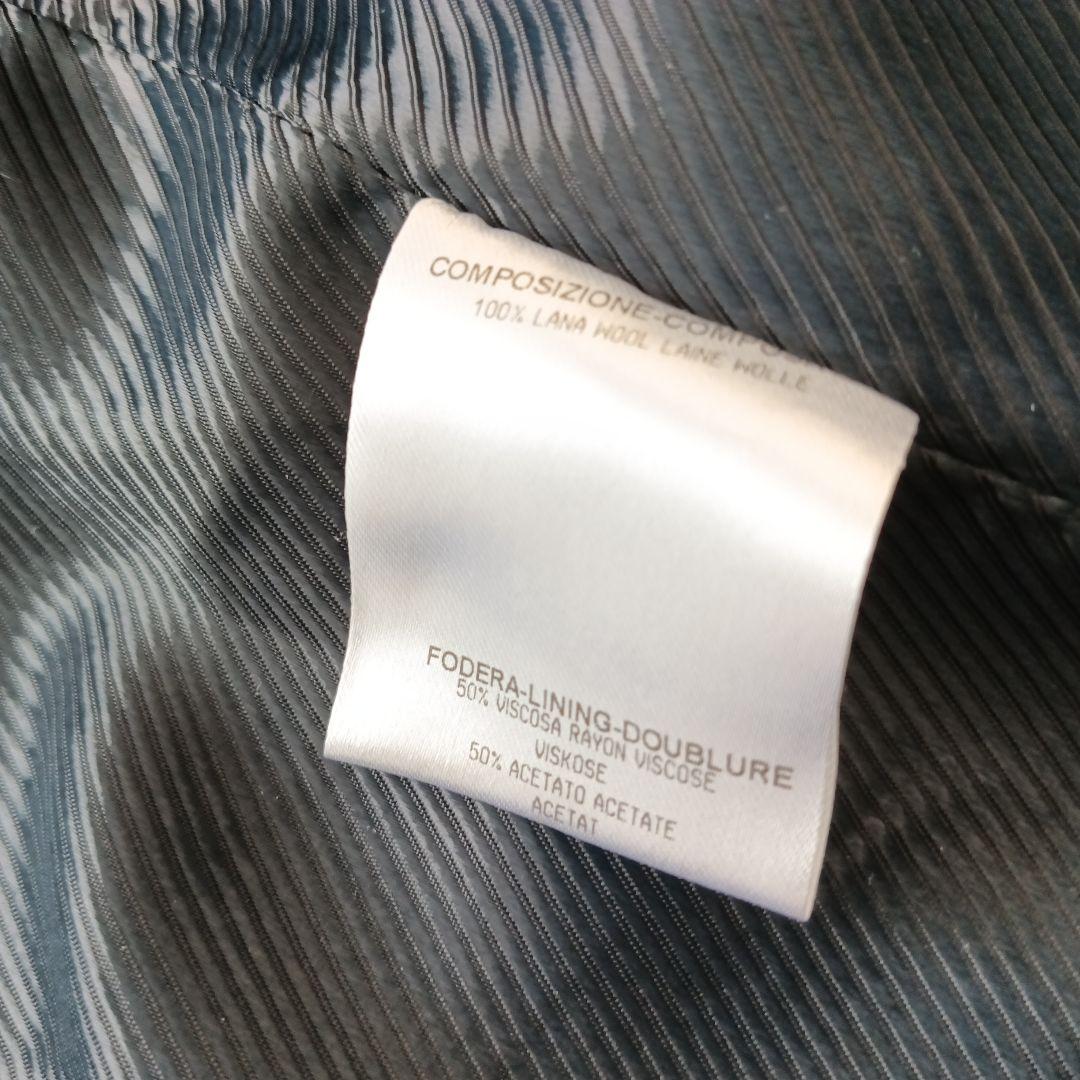 COMPOSIZIONE-COMPO
100% LANA WOOL LAINE WOLLE
FODERA-LINING-DOUBLURE
50% VISCOSA RAYON VISCOSE
VISKOSE
50% ACETATO ACETATE
ACETAT